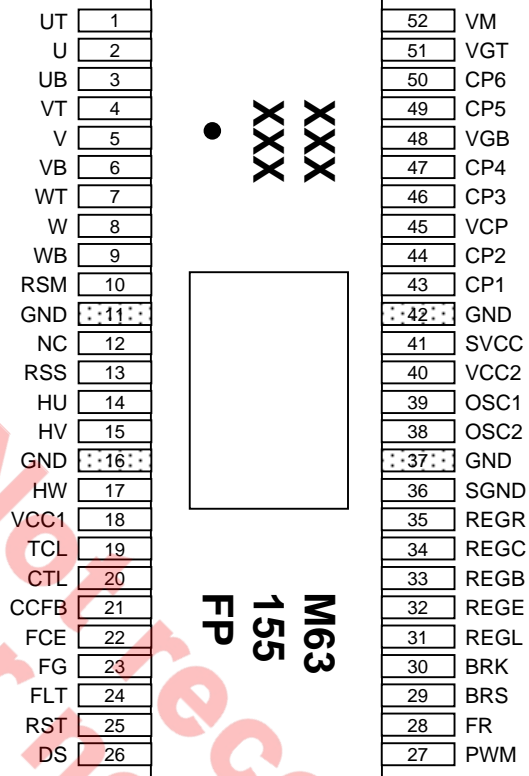 UT 1 52 VM
U 2 51 VGT
UB 3 50 CP6
VT 4 49 CP5
V 5 48 VGB
VB 6 47 CP4
WT 7 46 CP3
W 8 45 VCP
WB 9 44 CP2
RSM 10 43 CP1
GND 11 42 GND
NC 12 41 SVCC
RSS 13 40 VCC2
HU 14 39 OSC1
HV 15 38 OSC2
GND 16 37 GND
HW 17 36 SGND
VCC1 18 35 REGR
TCL 19 34 REGC
CTL 20 33 REGB
CCFB 21 32 REGE
FCE 22 31 REGL
FG 23 30 BRK
FLT 24 29 BRS
RST 25 28 FR
DS 26 27 PWM
XXX
XXX
M63
155
FP
Not rec